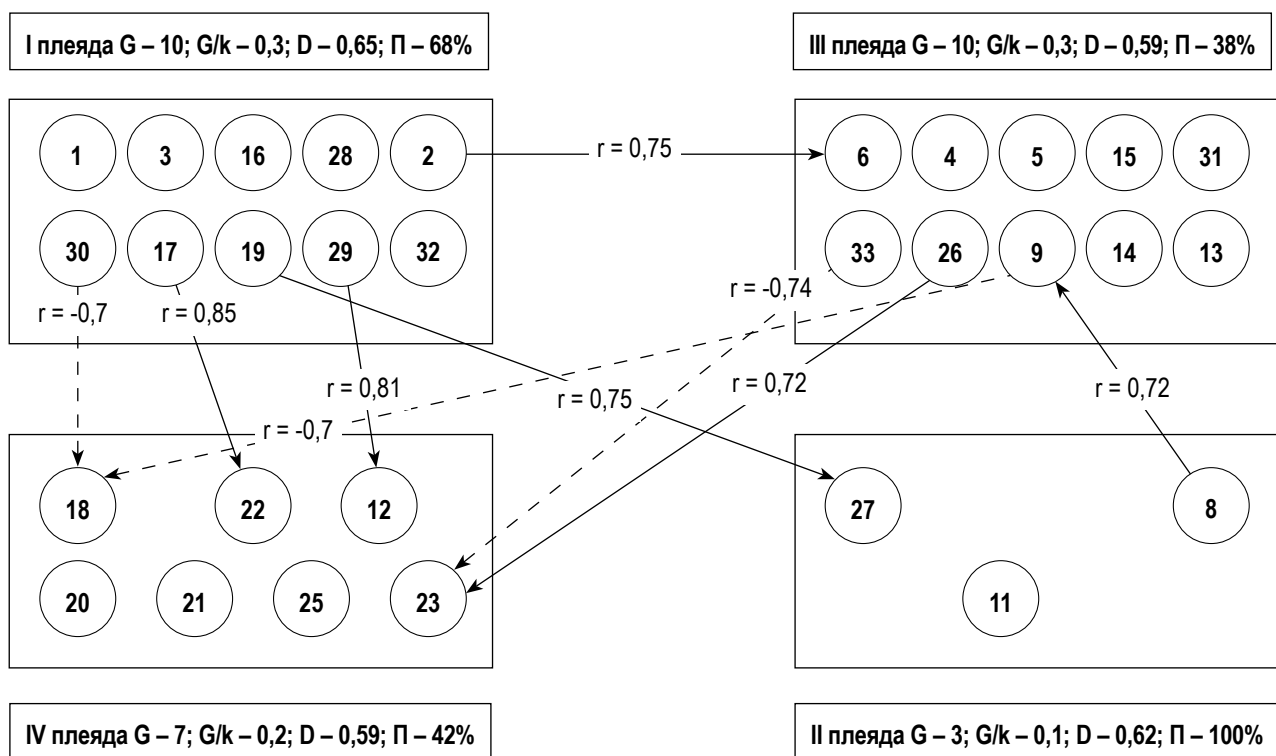 I плеяда G – 10; G/k – 0,3; D – 0,65; П – 68%
III плеяда G – 10; G/k – 0,3; D – 0,59; П – 38%
1 3 16 28 2
r = 0,75
6 4 5 15 31
30 17 19 29 32
33 26 9 14 13
r = -0,7
r = 0,85
r = -0,74
r = 0,81
r = 0,75
r = 0,72
r = 0,72
r = -0,7
18 22 12
27 8
20 21 25 23
11
IV плеяда G – 7; G/k – 0,2; D – 0,59; П – 42%
II плеяда G – 3; G/k – 0,1; D – 0,62; П – 100%